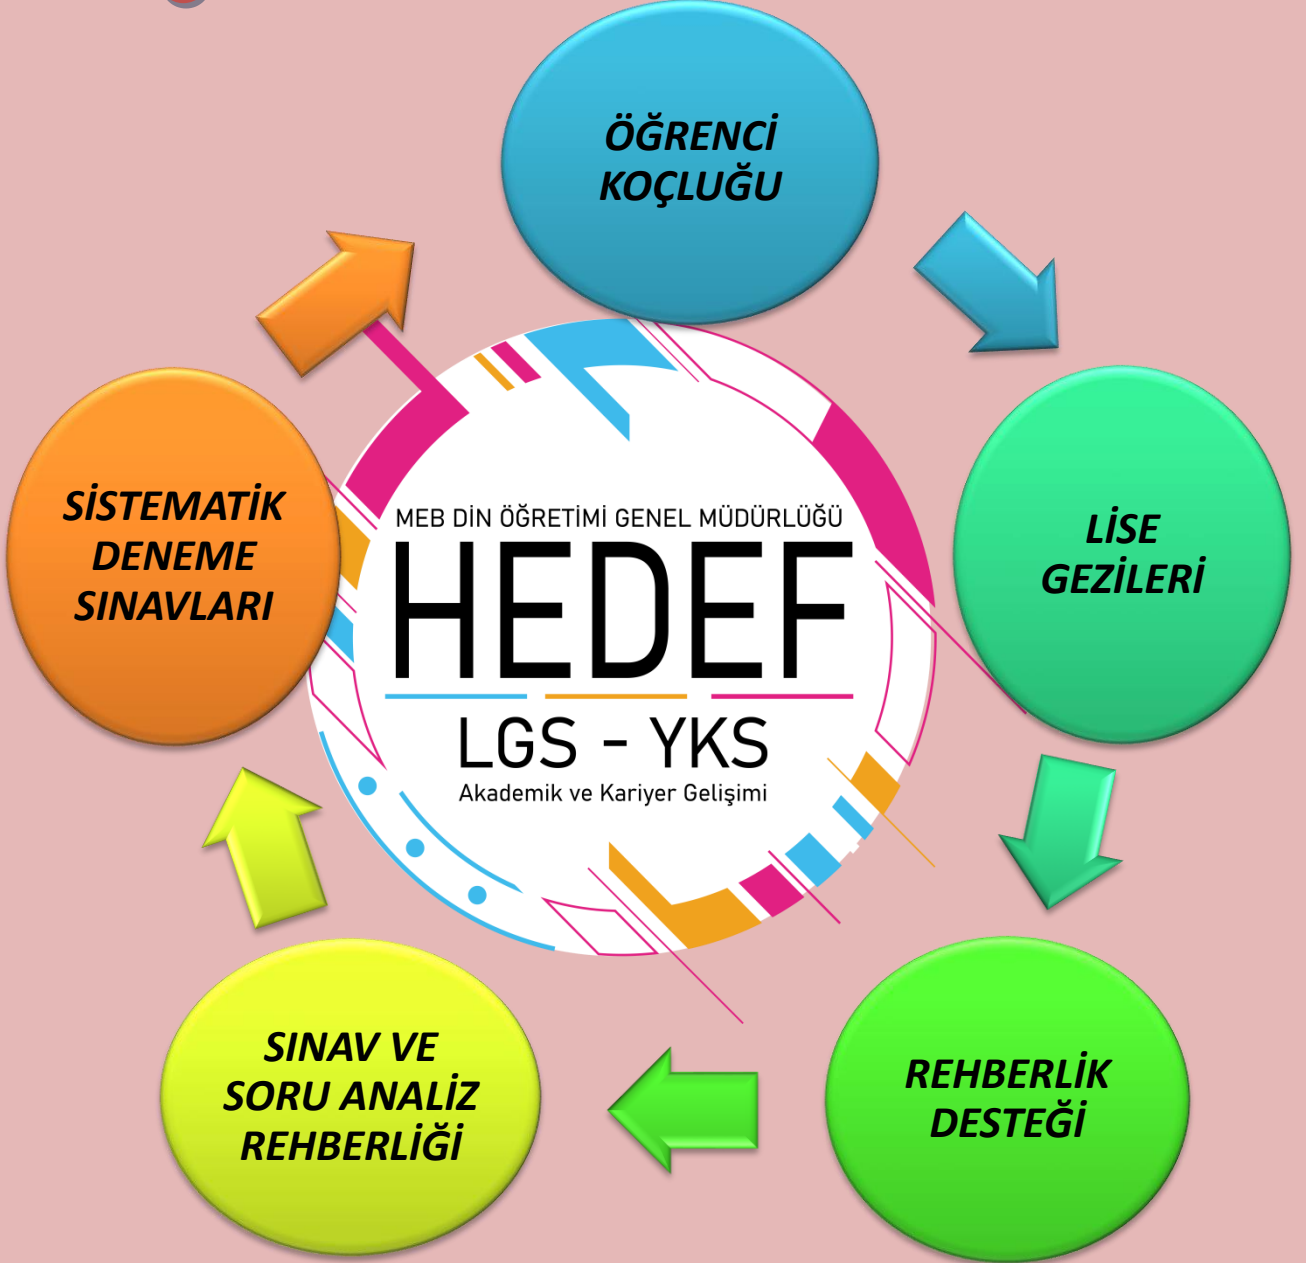 ÖĞRENCİ
KOÇLUĞU
LİSE
GEZİLERİ
REHBERLİK
DESTEĞİ
SINAV VE
SORU ANALİZ
REHBERLİĞİ
SİSTEMATİK
DENEME
SINAVLARI
MEB DİN ÖĞRETİMİ GENEL MÜDÜRLÜĞÜ
HEDEF
LGS - YKS
Akademik ve Kariyer Gelişimi